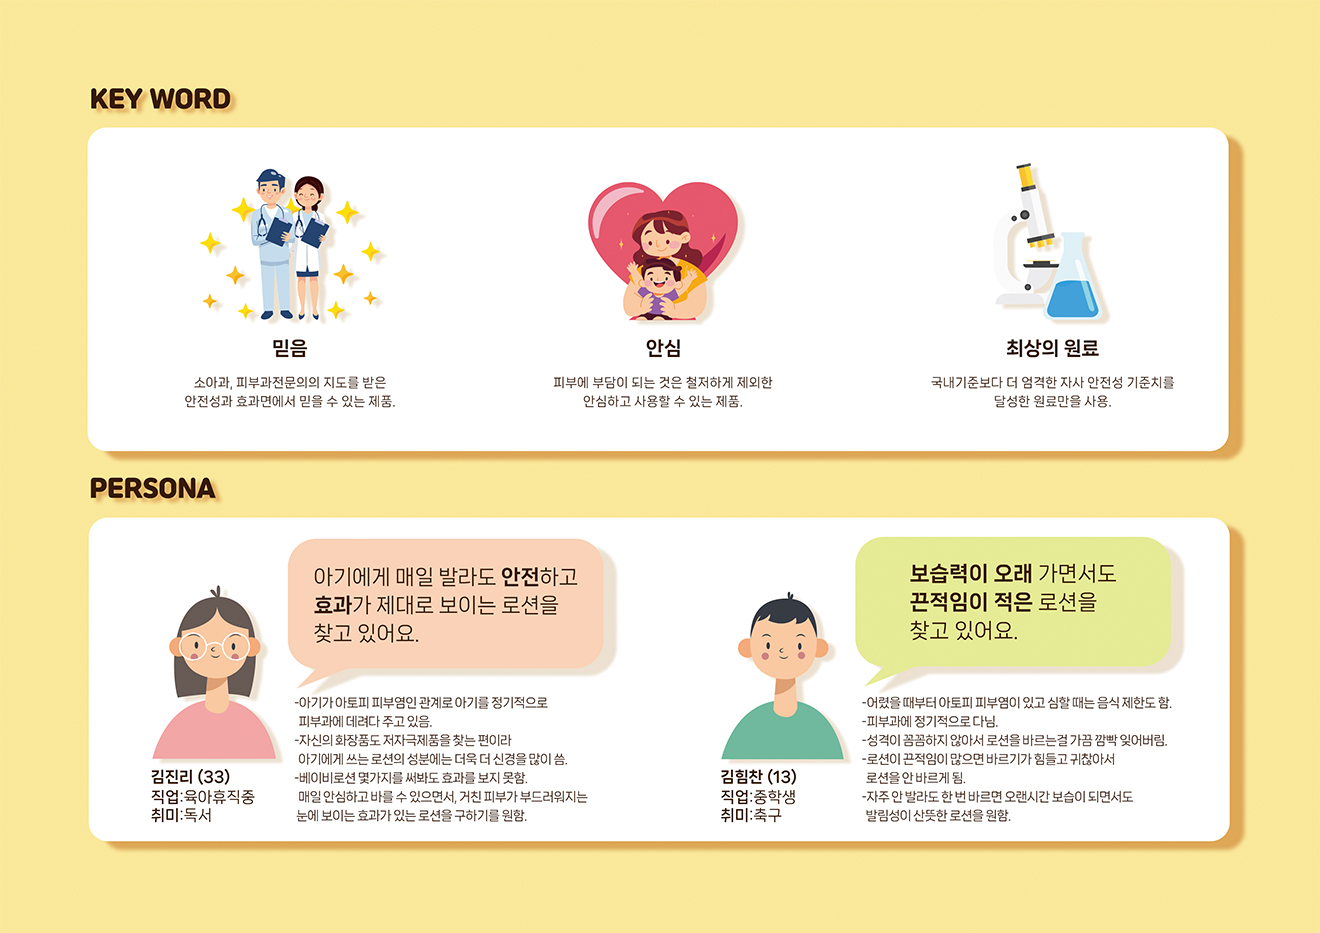 KEY WORD
믿음
소아과, 피부과전문의의 지도를 받은
안전성과 효과면에서 믿을 수 있는 제품.
안심
피부에 부담이 되는 것은 철저하게 제외한
안심하고 사용할 수 있는 제품.
최상의 원료
국내기준보다 더 엄격한 자사 안전성 기준치를
달성한 원료만을 사용.
PERSONA
아기에게 매일 발라도 안전하고
효과가 제대로 보이는 로션을
찾고 있어요.
-아기가 아토피 피부염인 관계로 아기를 정기적으로
피부과에 데려다 주고 있음.
-자신의 화장품도 저자극제품을 찾는 편이라
아기에게 쓰는 로션의 성분에는 더욱 더 신경을 많이 씀.
-베이비로션 몇가지를 써봐도 효과를 보지 못함.
매일 안심하고 바를 수 있으면서, 거친 피부가 부드러워지는
눈에 보이는 효과가 있는 로션을 구하기를 원함.
김진리 (33)
직업:육아휴직중
취미:독서
보습력이 오래 가면서도
끈적임이 적은 로션을
찾고 있어요.
-어렸을 때부터 아토피 피부염이 있고 심할 때는 음식 제한도 함.
-피부과에 정기적으로 다님.
-성격이 꼼꼼하지 않아서 로션을 바르는걸 가끔 깜빡 잊어버림.
-로션이 끈적임이 많으면 바르기가 힘들고 귀찮아서
로션을 안 바르게 됨.
-자주 안 발라도 한 번 바르면 오랜시간 보습이 되면서도
발림성이 산뜻한 로션을 원함.
김힘찬 (13)
직업:중학생
취미:축구